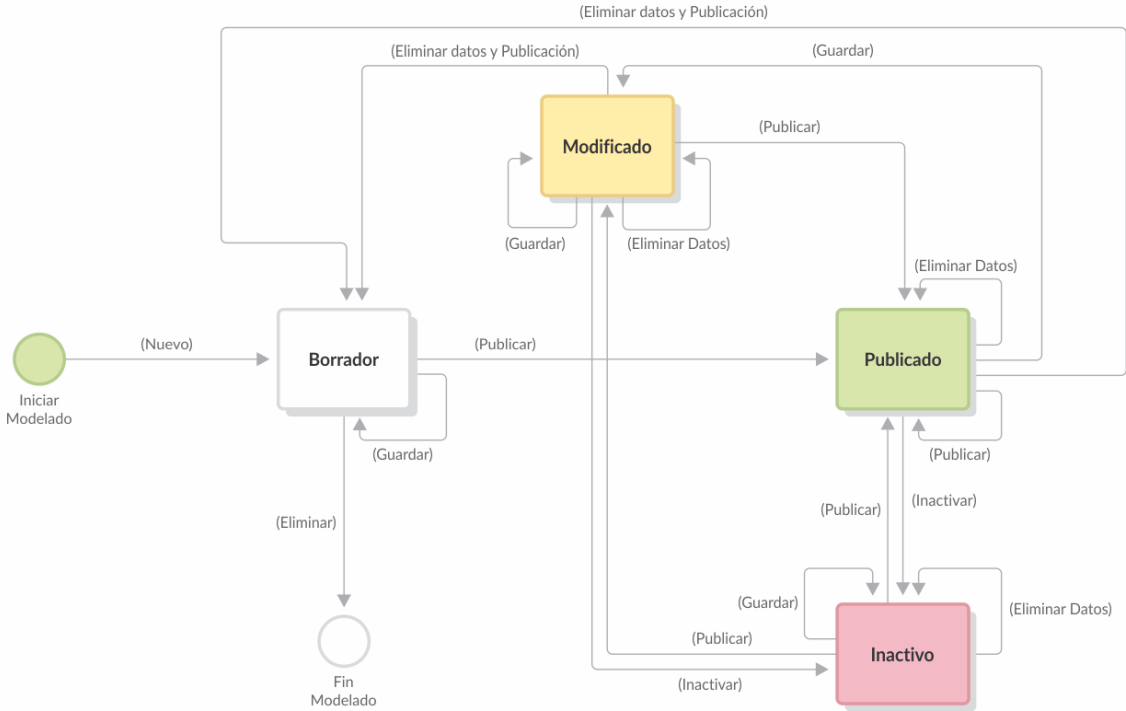 (Eliminar datos y Publicación)
(Eliminar datos y Publicación)
(Guardar)
Modificado
(Publicar)
(Guardar)
(Eliminar Datos)
(Eliminar Datos)
(Nuevo)
Borrador
(Publicar)
Publicado
Iniciar
Modelado
(Guardar)
(Publicar)
(Inactivar)
(Publicar)
(Eliminar)
(Guardar)
(Eliminar Datos)
(Publicar)
Inactivo
(Inactivar)
Fin
Modelado